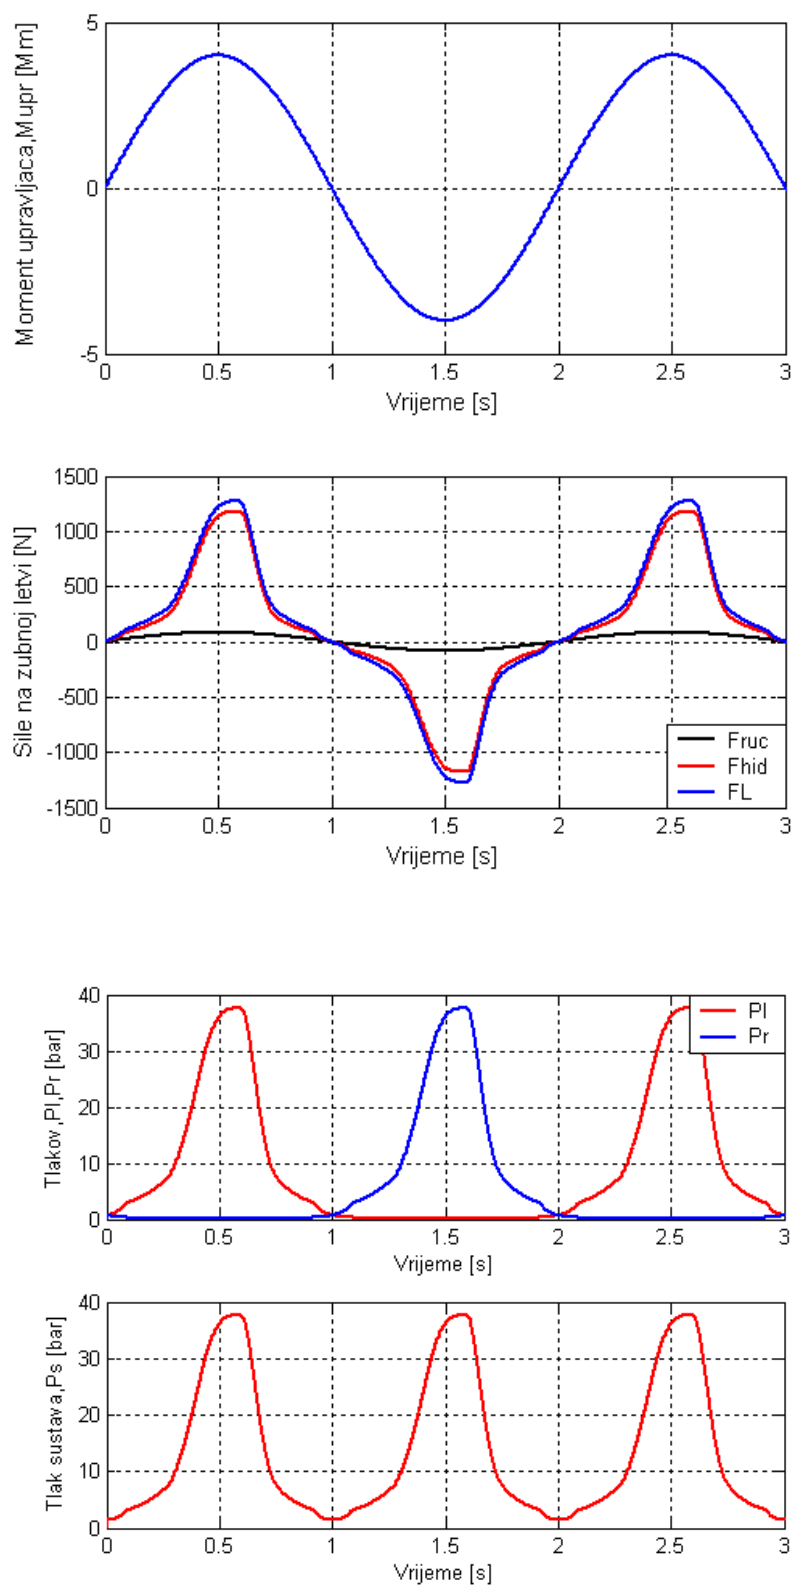 Moment upravljaca,Mupr [Mm]
5
0
-5
0 0.5 1 1.5 2 2.5 3
Vrijeme [s]
Sile na zubnoj letvi [N]
1500
1000
500
0
-500
-1000
-1500
Fruc
Fhid
FL
0 0.5 1 1.5 2 2.5 3
Vrijeme [s]
Tlakov,Pl,Pr [bar]
40
30
20
10
0
Pl
Pr
0 0.5 1 1.5 2 2.5 3
Vrijeme [s]
Tlak sustava,Ps [bar]
40
30
20
10
0
0 0.5 1 1.5 2 2.5 3
Vrijeme [s]